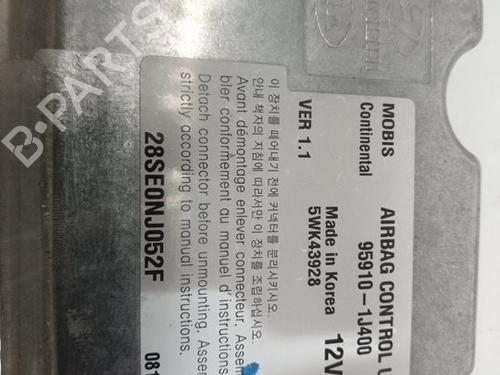 MOBIS
Continental
AIRBAG CONTROL U
95910-1J400
VER 1.1
Made in Korea
5WK43928
12V
이 장치를 떼어내기 전에 커넥터를 분리시키시오.
안내 책자의 지침에 따라서만 이 장치를 조립하십시오.
Avant démontage enlever connecteur. Assem
bler conformement au manuel d'instructions
Detach connector before unmounting. Assem
strictly according to manual instructions.
28SE0NJ052F
081
B-PARTS